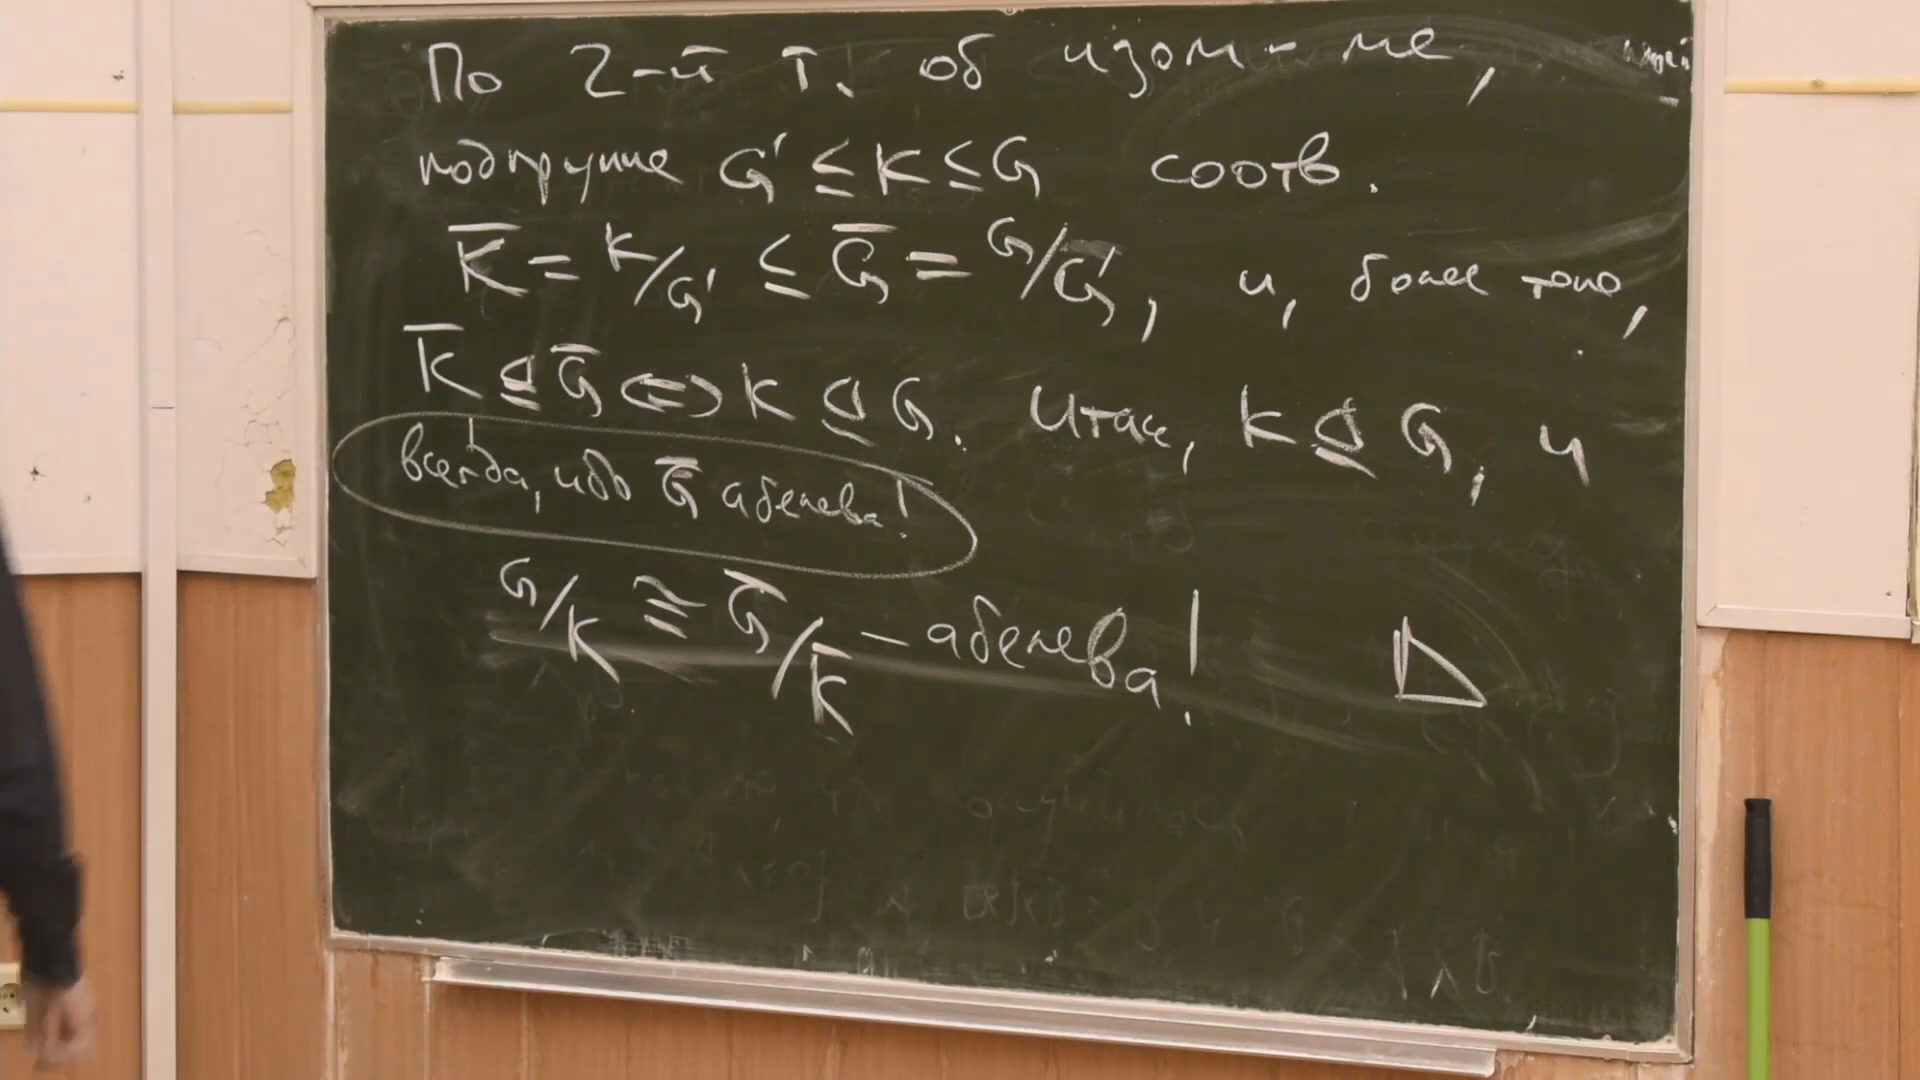 По 2-й т. об изом-ме,
подгруппе G' ≤ K ≤ G соотв.
K̅ = K/G' ≤ G̅ = G/G', и, более того,
K̅ ⊴ G̅ ⇔ K ⊴ G. Итак, K ⊴ G, и
всегда, ибо G̅ абелева!
G/K ≅ G̅/K̅ – абелева!